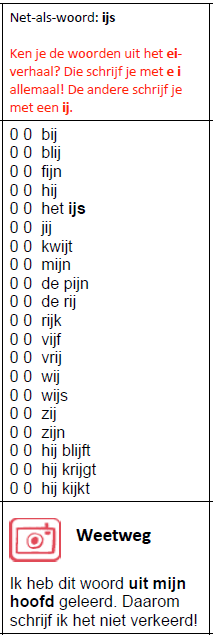 Net-als-woord: ijs
Ken je de woorden uit het ei-
verhaal? Die schrijf je met e i
allemaal! De andere schrijf je
met een ij.
0 0 bij
0 0 blij
0 0 fijn
0 0 hij
0 0 het ijs
0 0 jij
0 0 kwijt
0 0 mijn
0 0 de pijn
0 0 de rij
0 0 rijk
0 0 vijf
0 0 vrij
0 0 wij
0 0 wijs
0 0 zij
0 0 zijn
0 0 hij blijft
0 0 hij krijgt
0 0 hij kijkt
Weetweg
Ik heb dit woord uit mijn
hoofd geleerd. Daarom
schrijf ik het niet verkeerd!